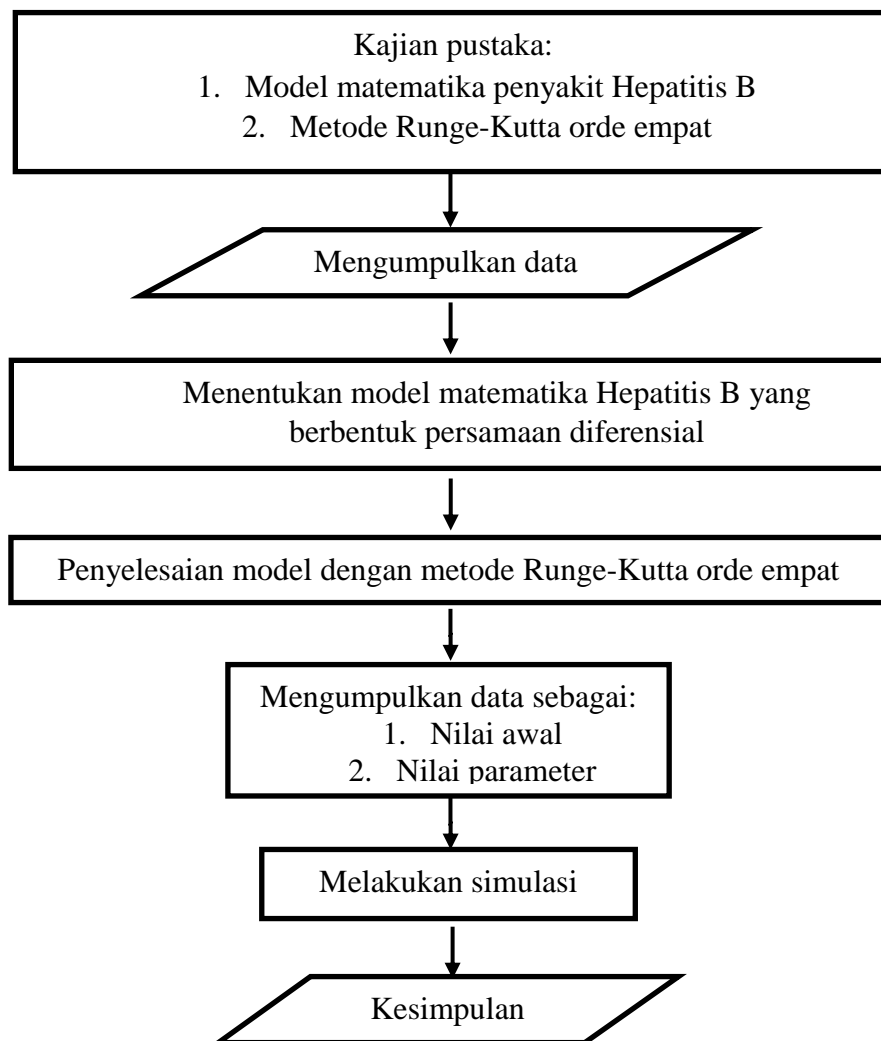 Kajian pustaka:
1. Model matematika penyakit Hepatitis B
2. Metode Runge-Kutta orde empat
Mengumpulkan data
Menentukan model matematika Hepatitis B yang
berbentuk persamaan diferensial
Penyelesaian model dengan metode Runge-Kutta orde empat
Mengumpulkan data sebagai:
1. Nilai awal
2. Nilai parameter
Melakukan simulasi
Kesimpulan